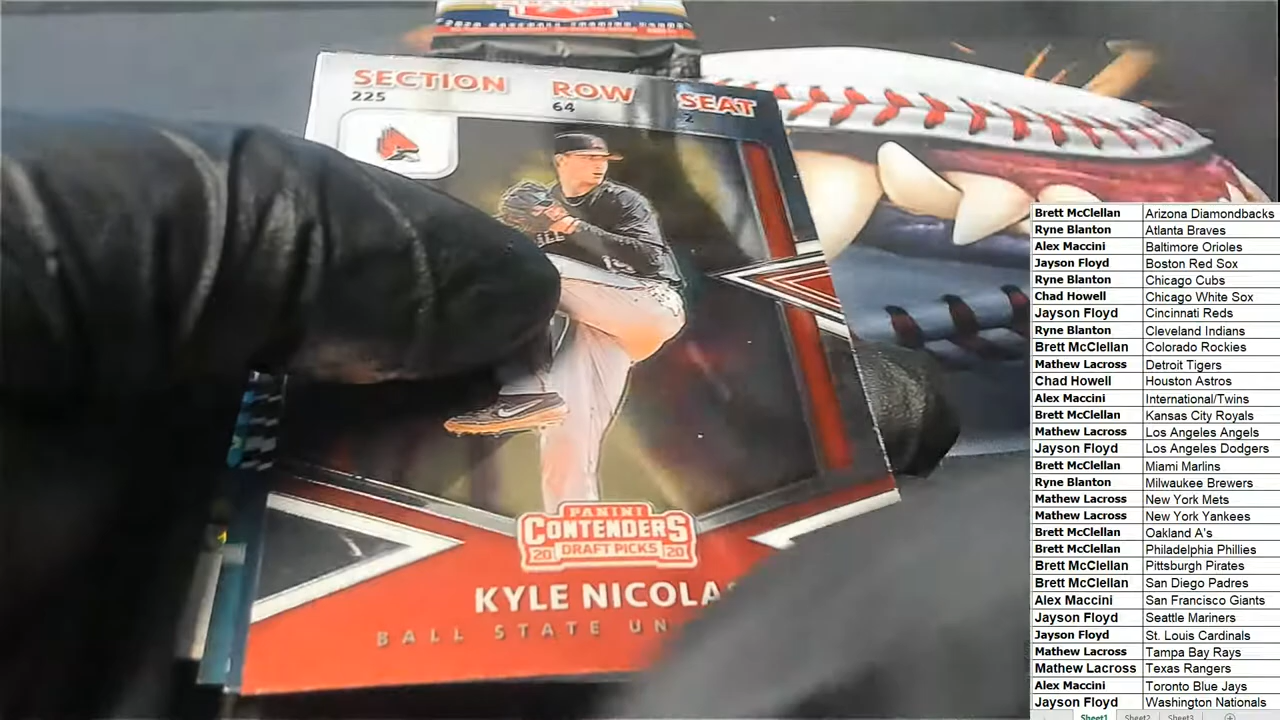 SECTION ROW SEAT
225 64 2
PANINI
CONTENDERS
20 DRAFT PICKS 20
KYLE
BALL STATE
Brett McClellan Arizona Diamondbacks
Ryne Blanton Atlanta Braves
Alex Maccini Baltimore Orioles
Jayson Floyd Boston Red Sox
Ryne Blanton Chicago Cubs
Chad Howell Chicago White Sox
Jayson Floyd Cincinnati Reds
Ryne Blanton Cleveland Indians
Brett McClellan Colorado Rockies
Mathew Lacross Detroit Tigers
Chad Howell Houston Astros
Alex Maccini International/Twins
Brett McClellan Kansas City Royals
Mathew Lacross Los Angeles Angels
Jayson Floyd Los Angeles Dodgers
Brett McClellan Miami Marlins
Ryne Blanton Milwaukee Brewers
Mathew Lacross New York Mets
Mathew Lacross New York Yankees
Brett McClellan Oakland A's
Brett McClellan Philadelphia Phillies
Brett McClellan Pittsburgh Pirates
Brett McClellan San Diego Padres
Alex Maccini San Francisco Giants
Jayson Floyd Seattle Mariners
Jayson Floyd St. Louis Cardinals
Mathew Lacross Tampa Bay Rays
Mathew Lacross Texas Rangers
Alex Maccini Toronto Blue Jays
Jayson Floyd Washington Nationals
Sheet1 Sheet2 Sheet3